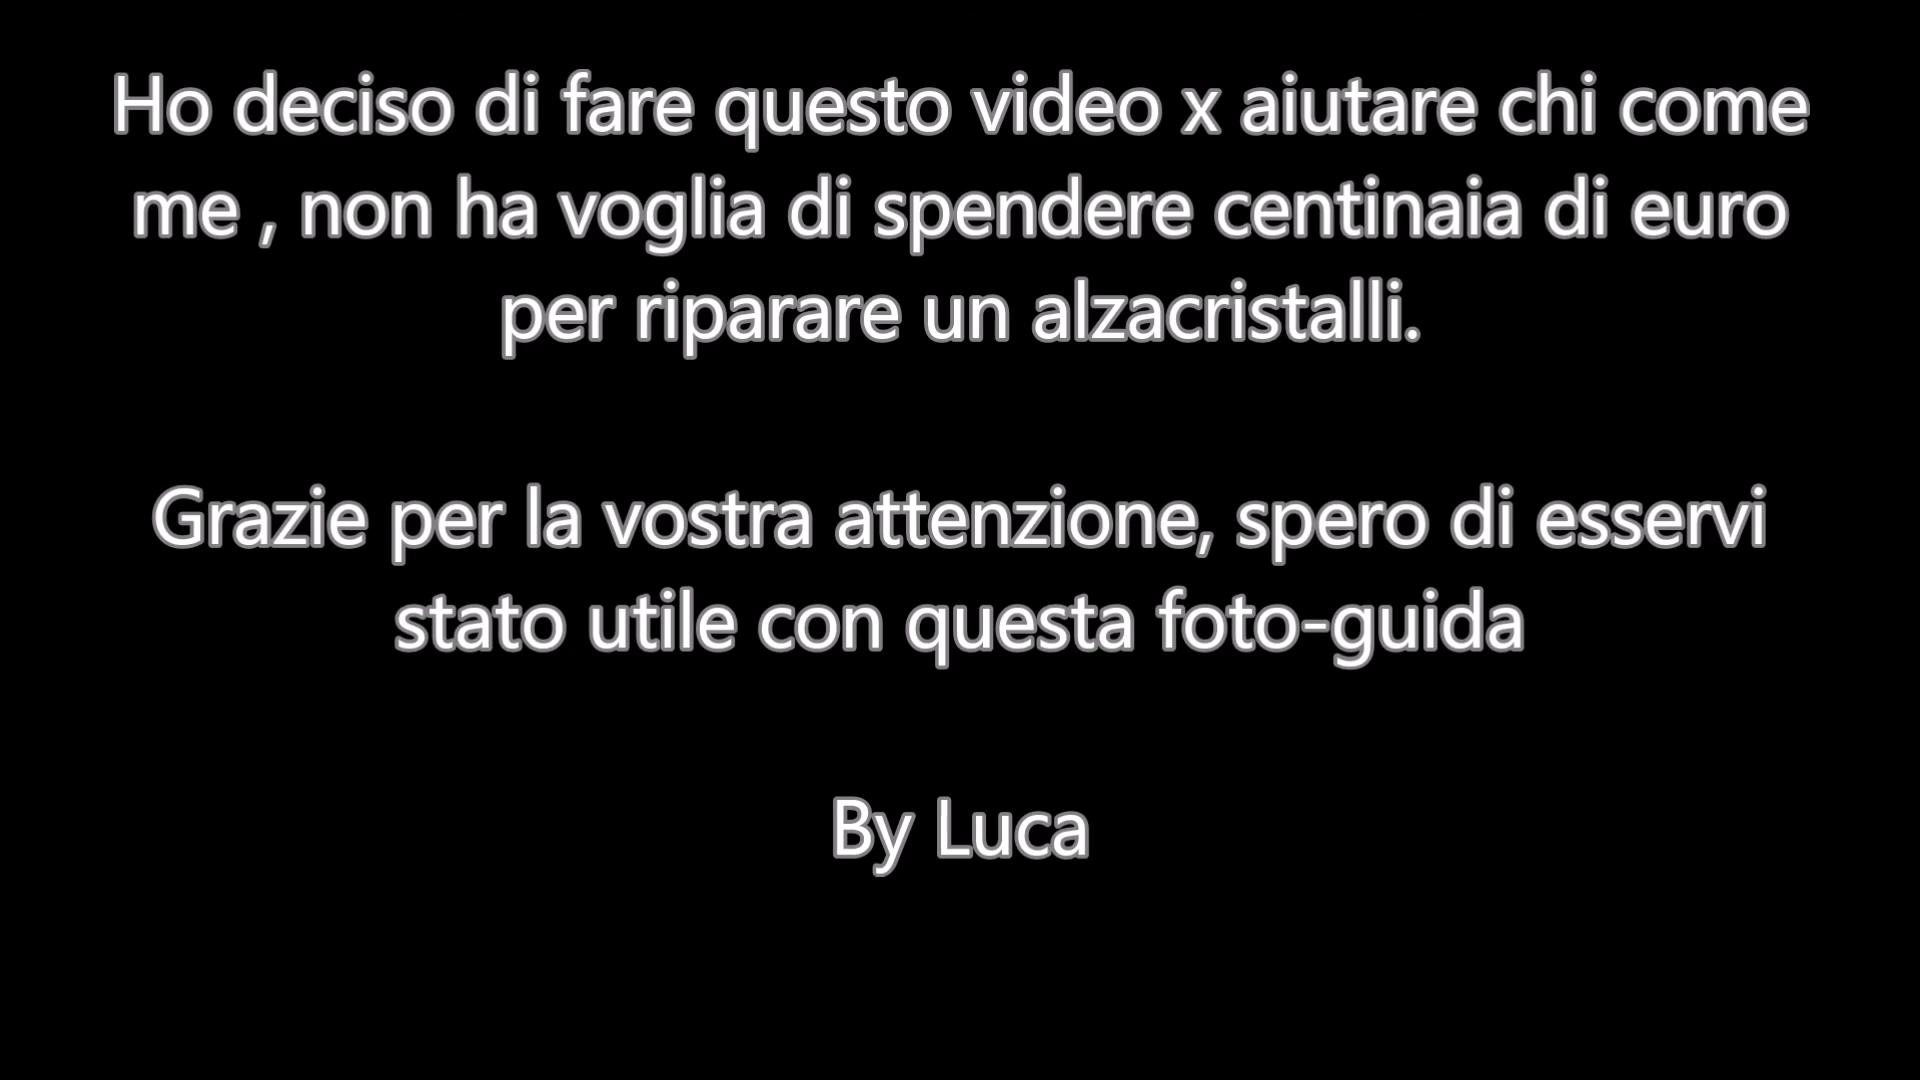 Ho deciso di fare questo video x aiutare chi come
me , non ha voglia di spendere centinaia di euro
per riparare un alzacristalli.
Grazie per la vostra attenzione, spero di esservi
stato utile con questa foto-guida
By Luca